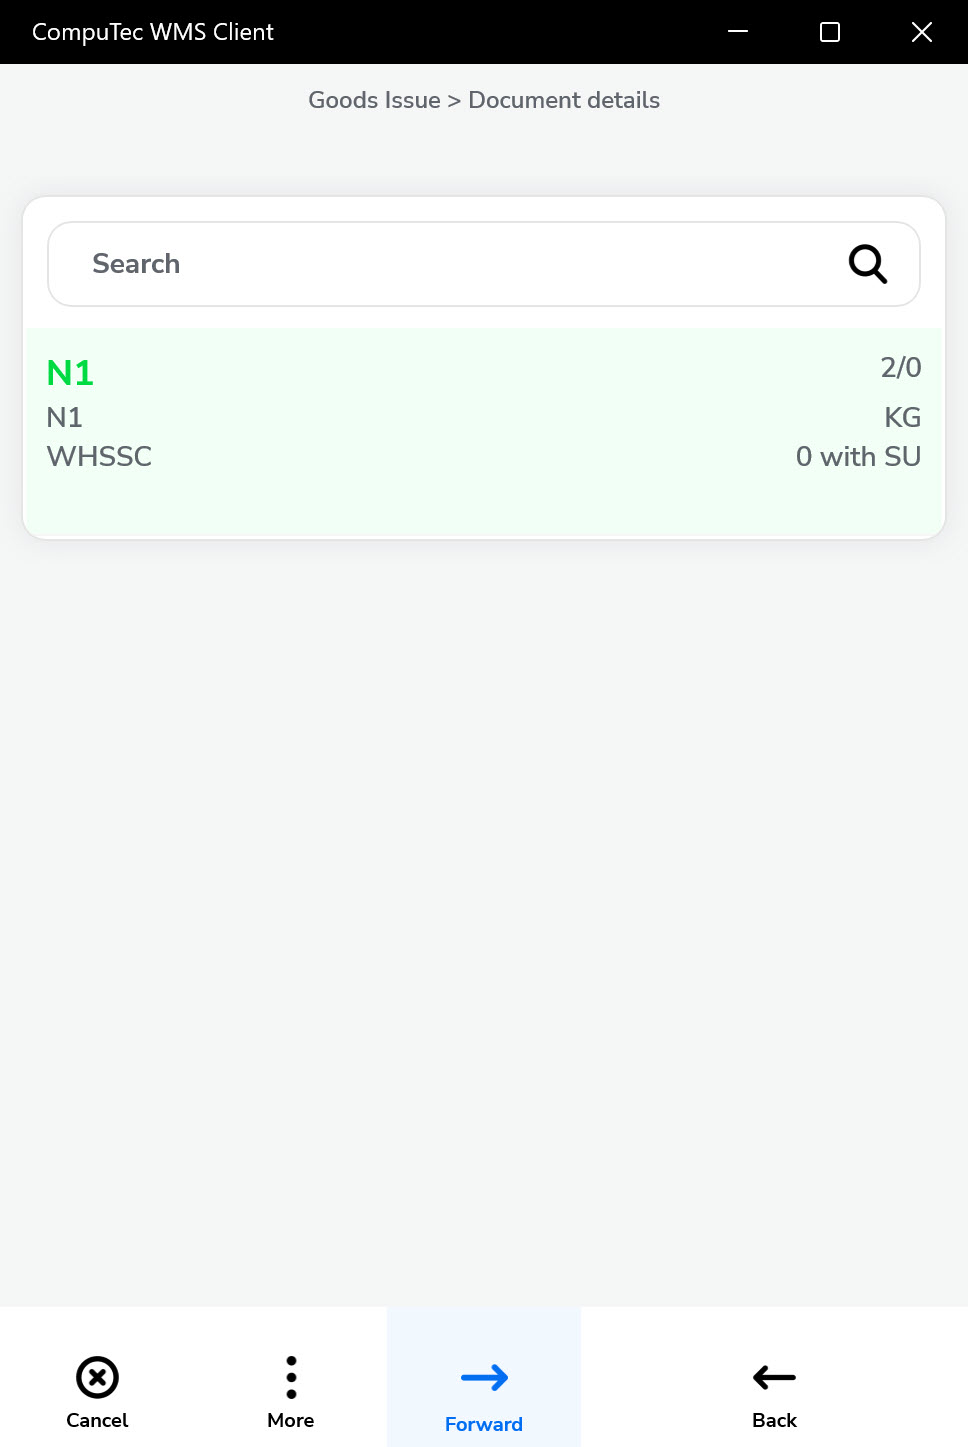 CompuTec WMS Client
Goods Issue > Document details
Search
N1 2/0
N1 KG
WHSSC 0 with SU
Cancel More Forward Back